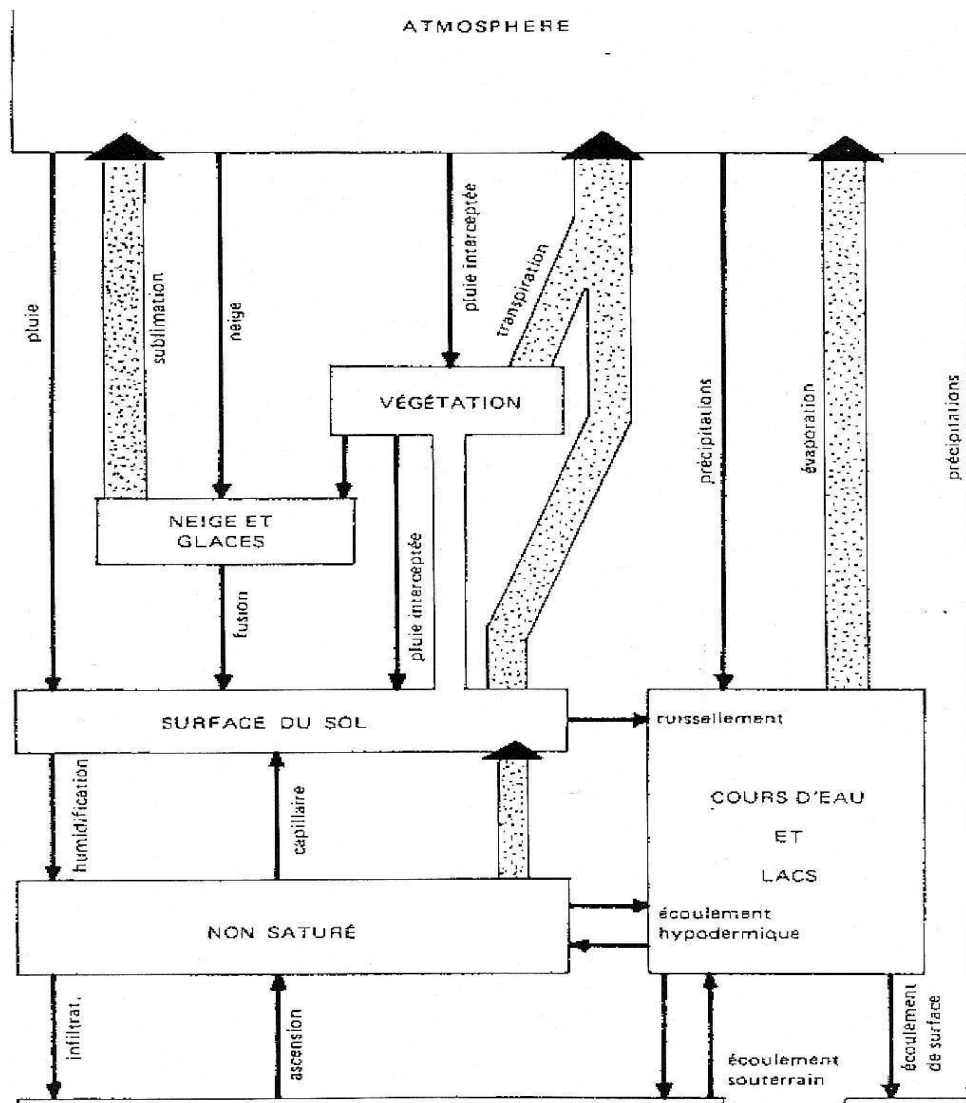 ATMOSPHERE
pluie
sublimation
neige
pluie interceptée
transpiration
précipitations
évaporation
précipitations
VÉGÉTATION
NEIGE ET
GLACES
fusion
pluie interceptée
SURFACE DU SOL
ruissellement
humidification
capillaire
COURS D'EAU
ET
LACS
NON SATURÉ
écoulement
hypodermique
infiltrat.
ascension
écoulement
souterrain
écoulement
de surface